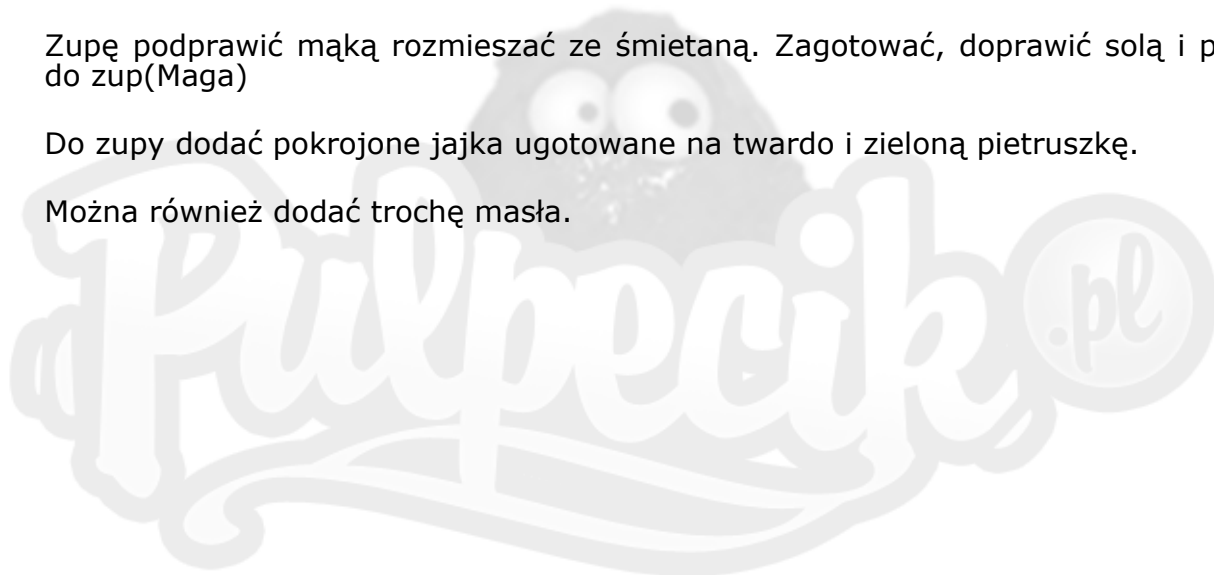 Zupę podprawić mąką rozmieszać ze śmietaną. Zagotować, doprawić solą i
do zup(Maga)
Do zupy dodać pokrojone jajka ugotowane na twardo i zieloną pietruszkę.
Można również dodać trochę masła.
Pulpecik
.pl